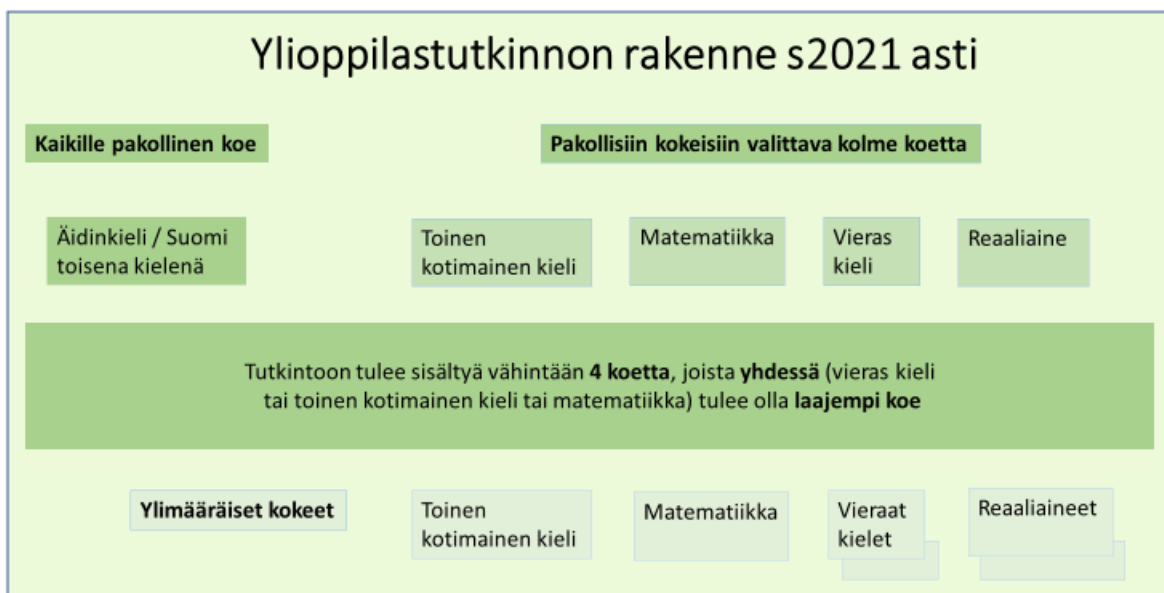 Ylioppilastutkinnon rakenne s2021 asti
Kaikille pakollinen koe
Pakollisiin kokeisiin valittava kolme koetta
Äidinkieli / Suomi
toisena kielenä
Toinen
kotimainen kieli
Matematiikka
Vieras
kieli
Reaaliaine
Tutkintoon tulee sisältyä vähintään 4 koetta, joista yhdessä (vieras kieli
tai toinen kotimainen kieli tai matematiikka) tulee olla laajempi koe
Ylimääräiset kokeet
Toinen
kotimainen kieli
Matematiikka
Vieraat
kielet
Reaaliaineet